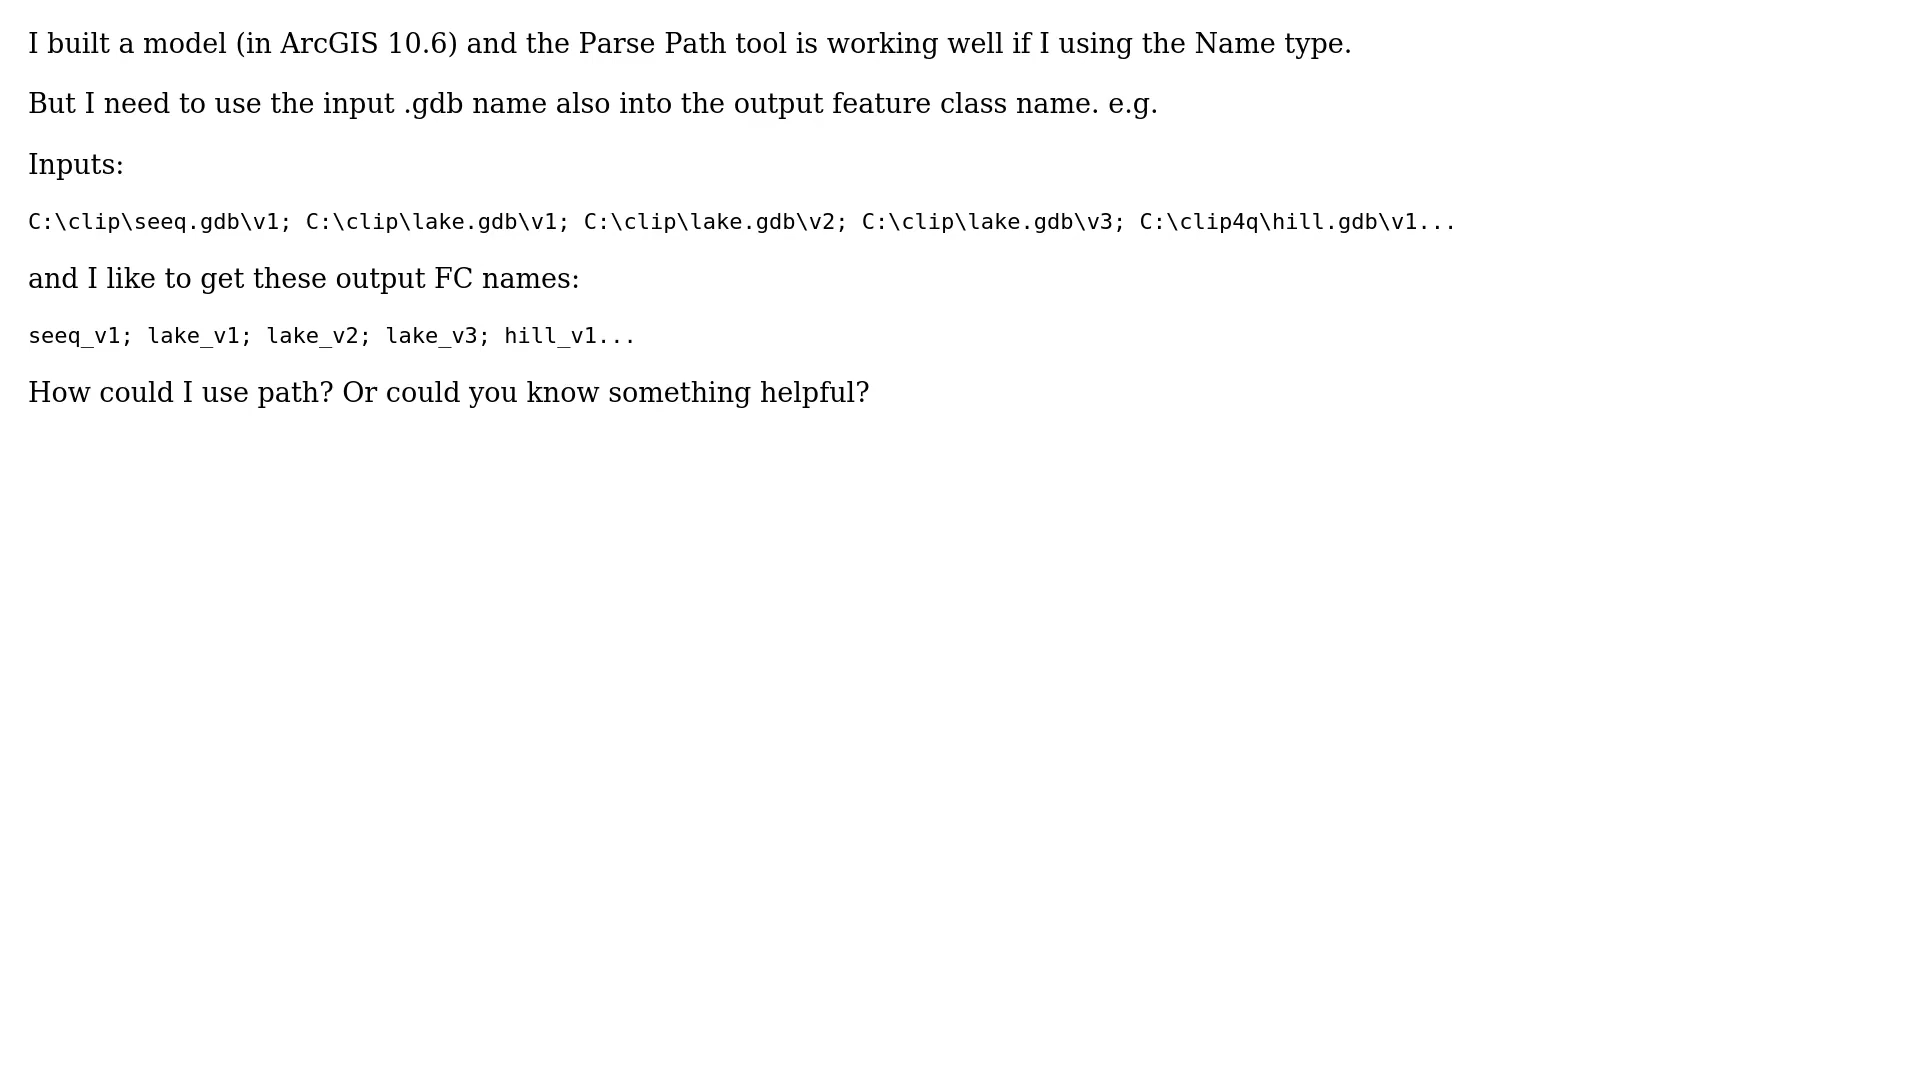 I built a model (in ArcGIS 10.6) and the Parse Path tool is working well if I using the Name type.
But I need to use the input .gdb name also into the output feature class name. e.g.
Inputs:
C:\clip\seeq.gdb\v1; C:\clip\lake.gdb\v1; C:\clip\lake.gdb\v2; C:\clip\lake.gdb\v3; C:\clip4q\hill.gdb\v1...
and I like to get these output FC names:
seeq_v1; lake_v1; lake_v2; lake_v3; hill_v1...
How could I use path? Or could you know something helpful?